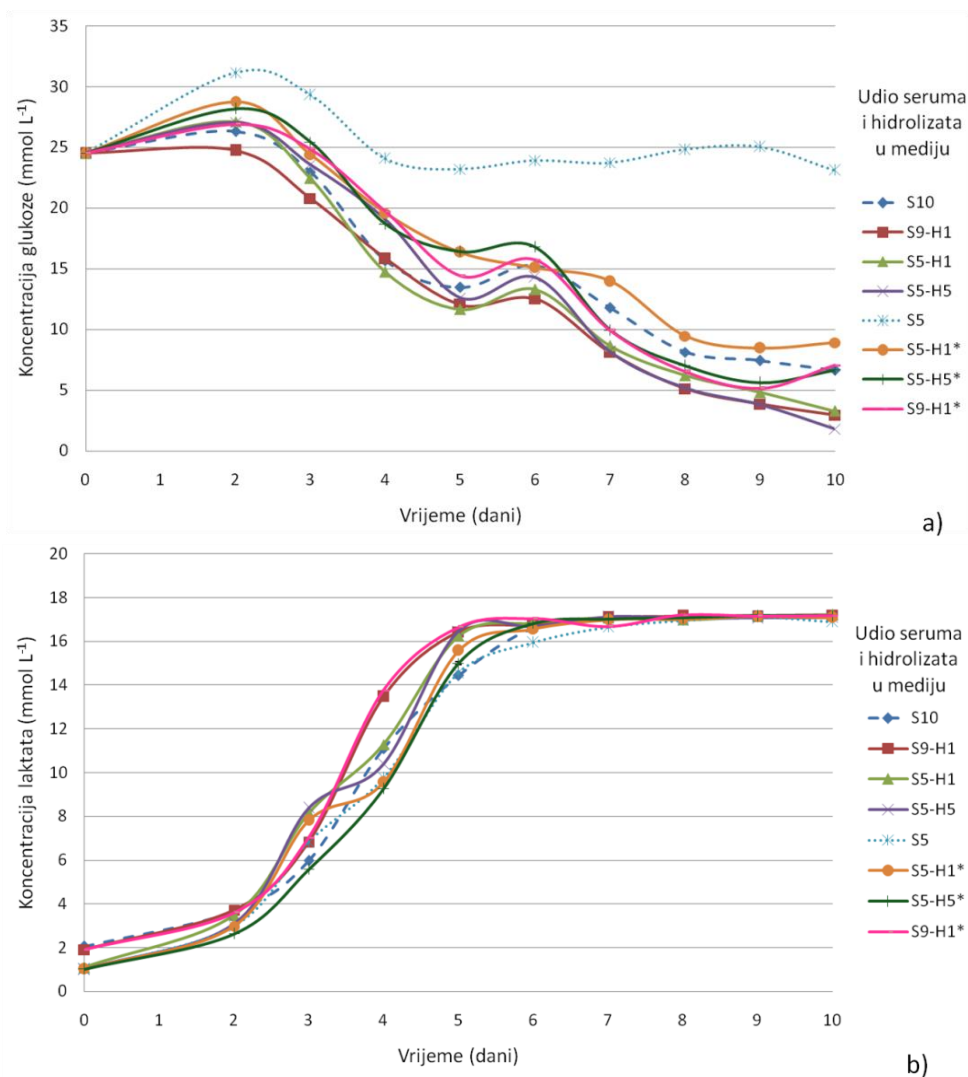 35
30
25
20
15
10
5
0
Koncentracija glukoze (mmol L⁻¹)
0 1 2 3 4 5 6 7 8 9 10
Vrijeme (dani)
Udio seruma
i hidrolizata
u mediju
S10
S9-H1
S5-H1
S5-H5
S5
S5-H1*
S5-H5*
S9-H1*
a)
20
18
16
14
12
10
8
6
4
2
0
Koncentracija laktata (mmol L⁻¹)
0 1 2 3 4 5 6 7 8 9 10
Vrijeme (dani)
Udio seruma
i hidrolizata
u mediju
S10
S9-H1
S5-H1
S5-H5
S5
S5-H1*
S5-H5*
S9-H1*
b)